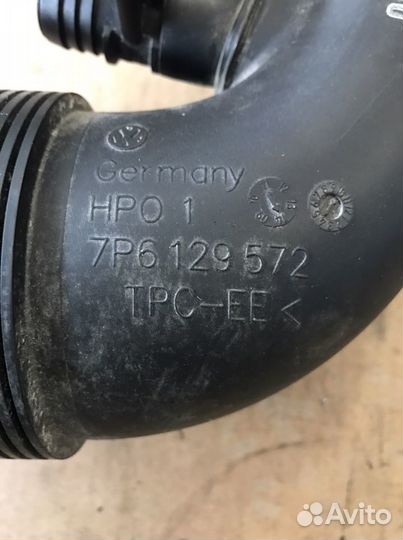 Germany
HPO 1
7P6 129 572
TPC-EE <
Avito